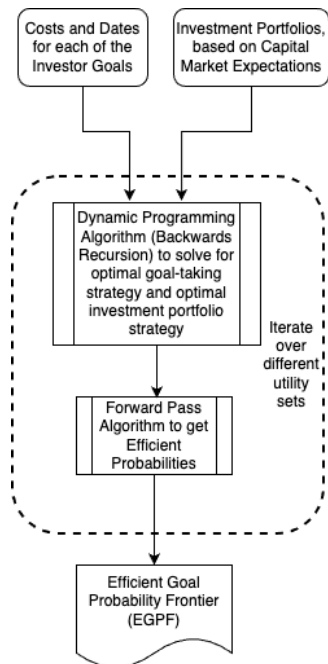 Costs and Dates
for each of the
Investor Goals
Investment Portfolios,
based on Capital
Market Expectations
Dynamic Programming
Algorithm (Backwards
Recursion) to solve for
optimal goal-taking
strategy and optimal
investment portfolio
strategy
Iterate over
different
utility
sets
Forward Pass
Algorithm to get
Efficient
Probabilities
Efficient Goal
Probability Frontier
(EGPF)